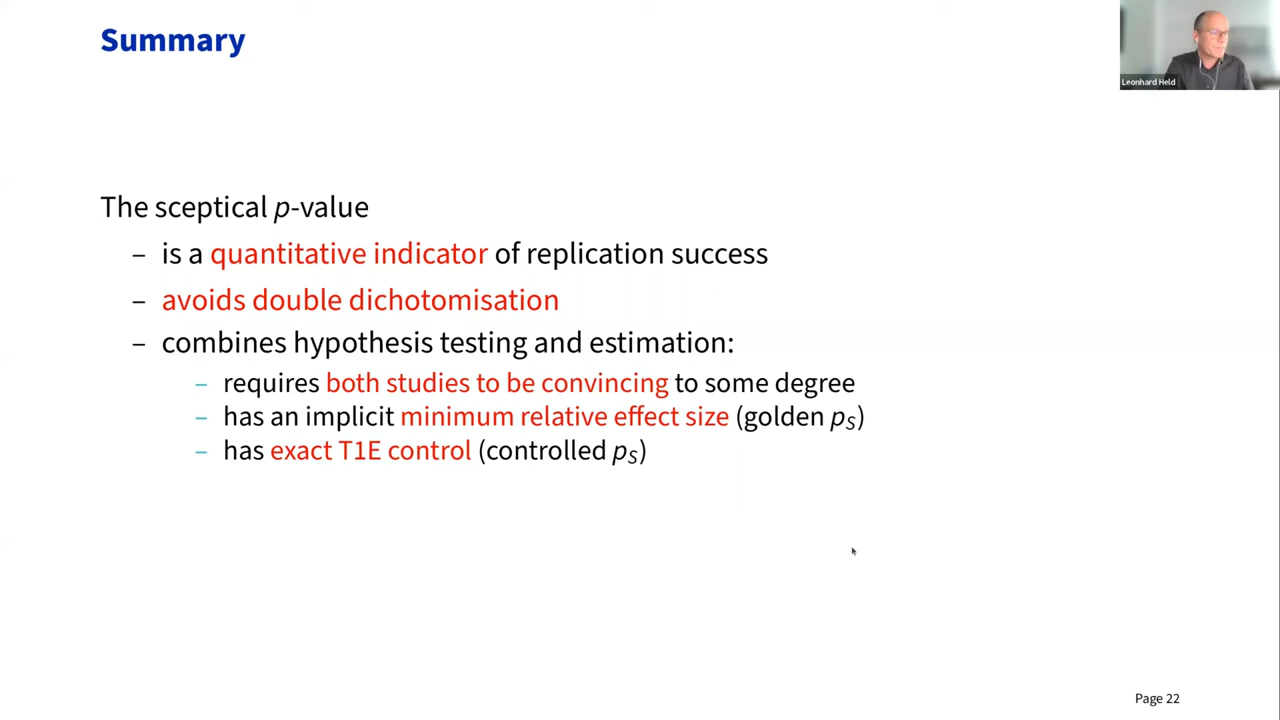 Summary
Leonhard Held
The sceptical p-value
– is a quantitative indicator of replication success
– avoids double dichotomisation
– combines hypothesis testing and estimation:
– requires both studies to be convincing to some degree
– has an implicit minimum relative effect size (golden pS)
– has exact T1E control (controlled pS)
Page 22